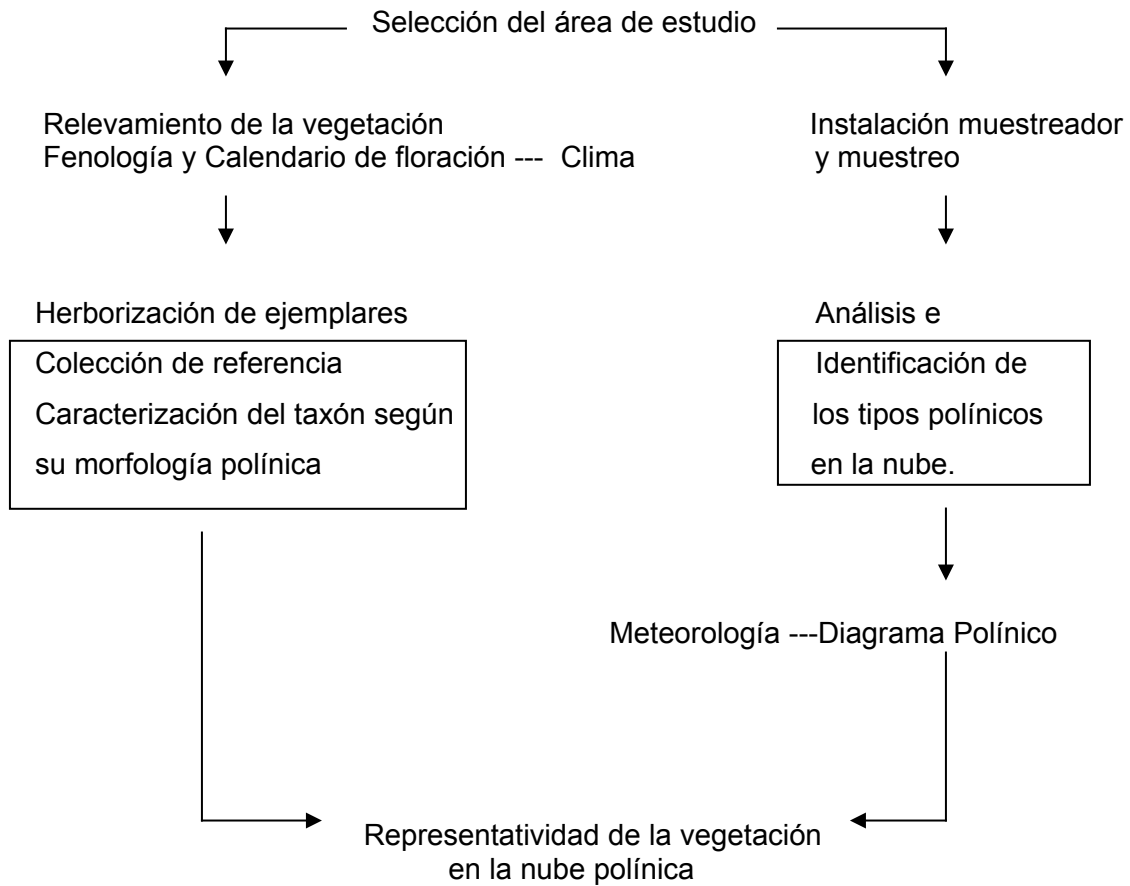 Selección del área de estudio
Relevamiento de la vegetación
Fenología y Calendario de floración --- Clima
Instalación muestreador
y muestreo
Herborización de ejemplares
Colección de referencia
Caracterización del taxón según
su morfología polínica
Análisis e
Identificación de
los tipos polínicos
en la nube.
Meteorología ---Diagrama Polínico
Representatividad de la vegetación
en la nube polínica